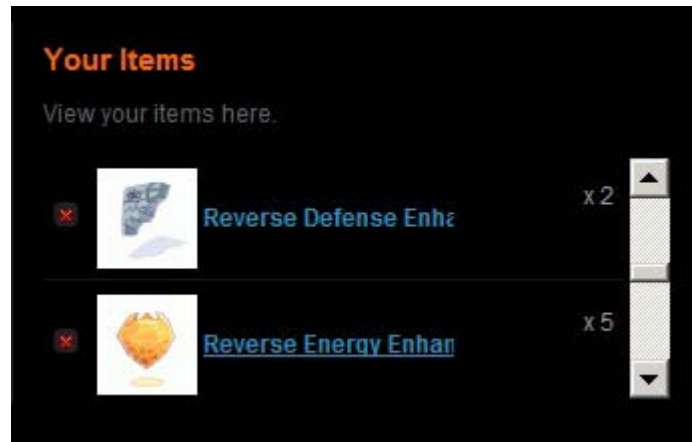 Your Items
View your items here.
Reverse Defense Enha
x 2
Reverse Energy Enhan
x 5